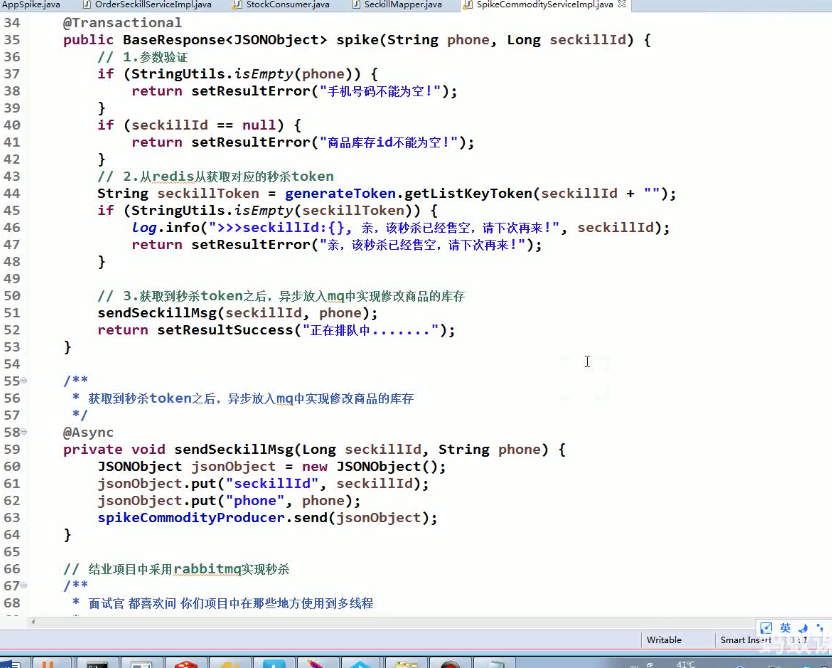 AppSpike.java OrderSeckillServiceImpl.java StockConsumer.java SeckillMapper.java SpikeCommodityServiceImpl.java
34 @Transactional
35 public BaseResponse<JSONObject> spike(String phone, Long seckillId) {
36 // 1.参数验证
37 if (StringUtils.isEmpty(phone)) {
38 return setResultError("手机号码不能为空!");
39 }
40 if (seckillId == null) {
41 return setResultError("商品库存id不能为空!");
42 }
43 // 2.从redis从获取对应的秒杀token
44 String seckillToken = generateToken.getListKeyToken(seckillId + "");
45 if (StringUtils.isEmpty(seckillToken)) {
46 log.info(">>>seckillId:{}, 亲，该秒杀已经售空，请下次再来!", seckillId);
47 return setResultError("亲，该秒杀已经售空，请下次再来!");
48 }
49
50 // 3.获取到秒杀token之后，异步放入mq中实现修改商品的库存
51 sendSeckillMsg(seckillId, phone);
52 return setResultSuccess("正在排队中.......");
53 }
54
55 /**
56 * 获取到秒杀token之后，异步放入mq中实现修改商品的库存
57 */
58 @Async
59 private void sendSeckillMsg(Long seckillId, String phone) {
60 JSONObject jsonObject = new JSONObject();
61 jsonObject.put("seckillId", seckillId);
62 jsonObject.put("phone", phone);
63 spikeCommodityProducer.send(jsonObject);
64 }
65
66 // 结业项目中采用rabbitmq实现秒杀
67 /**
68 * 面试官 都喜欢问 你们项目中在那些地方使用到多线程
英
Writable Smart Insert
41℃